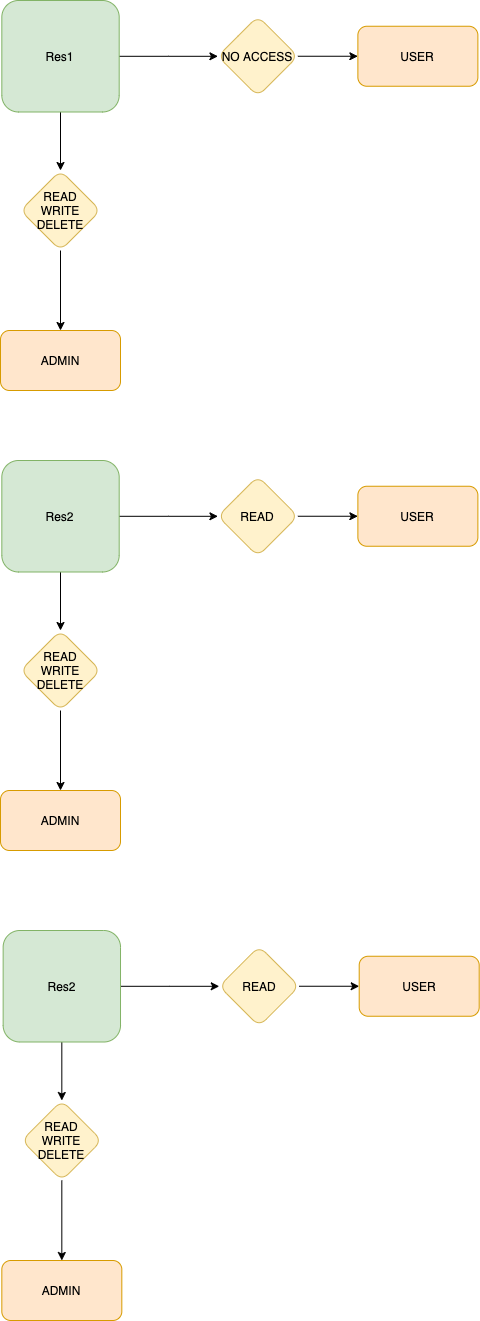 Res1
NO ACCESS
USER
READ
WRITE
DELETE
ADMIN
Res2
READ
USER
READ
WRITE
DELETE
ADMIN
Res2
READ
USER
READ
WRITE
DELETE
ADMIN